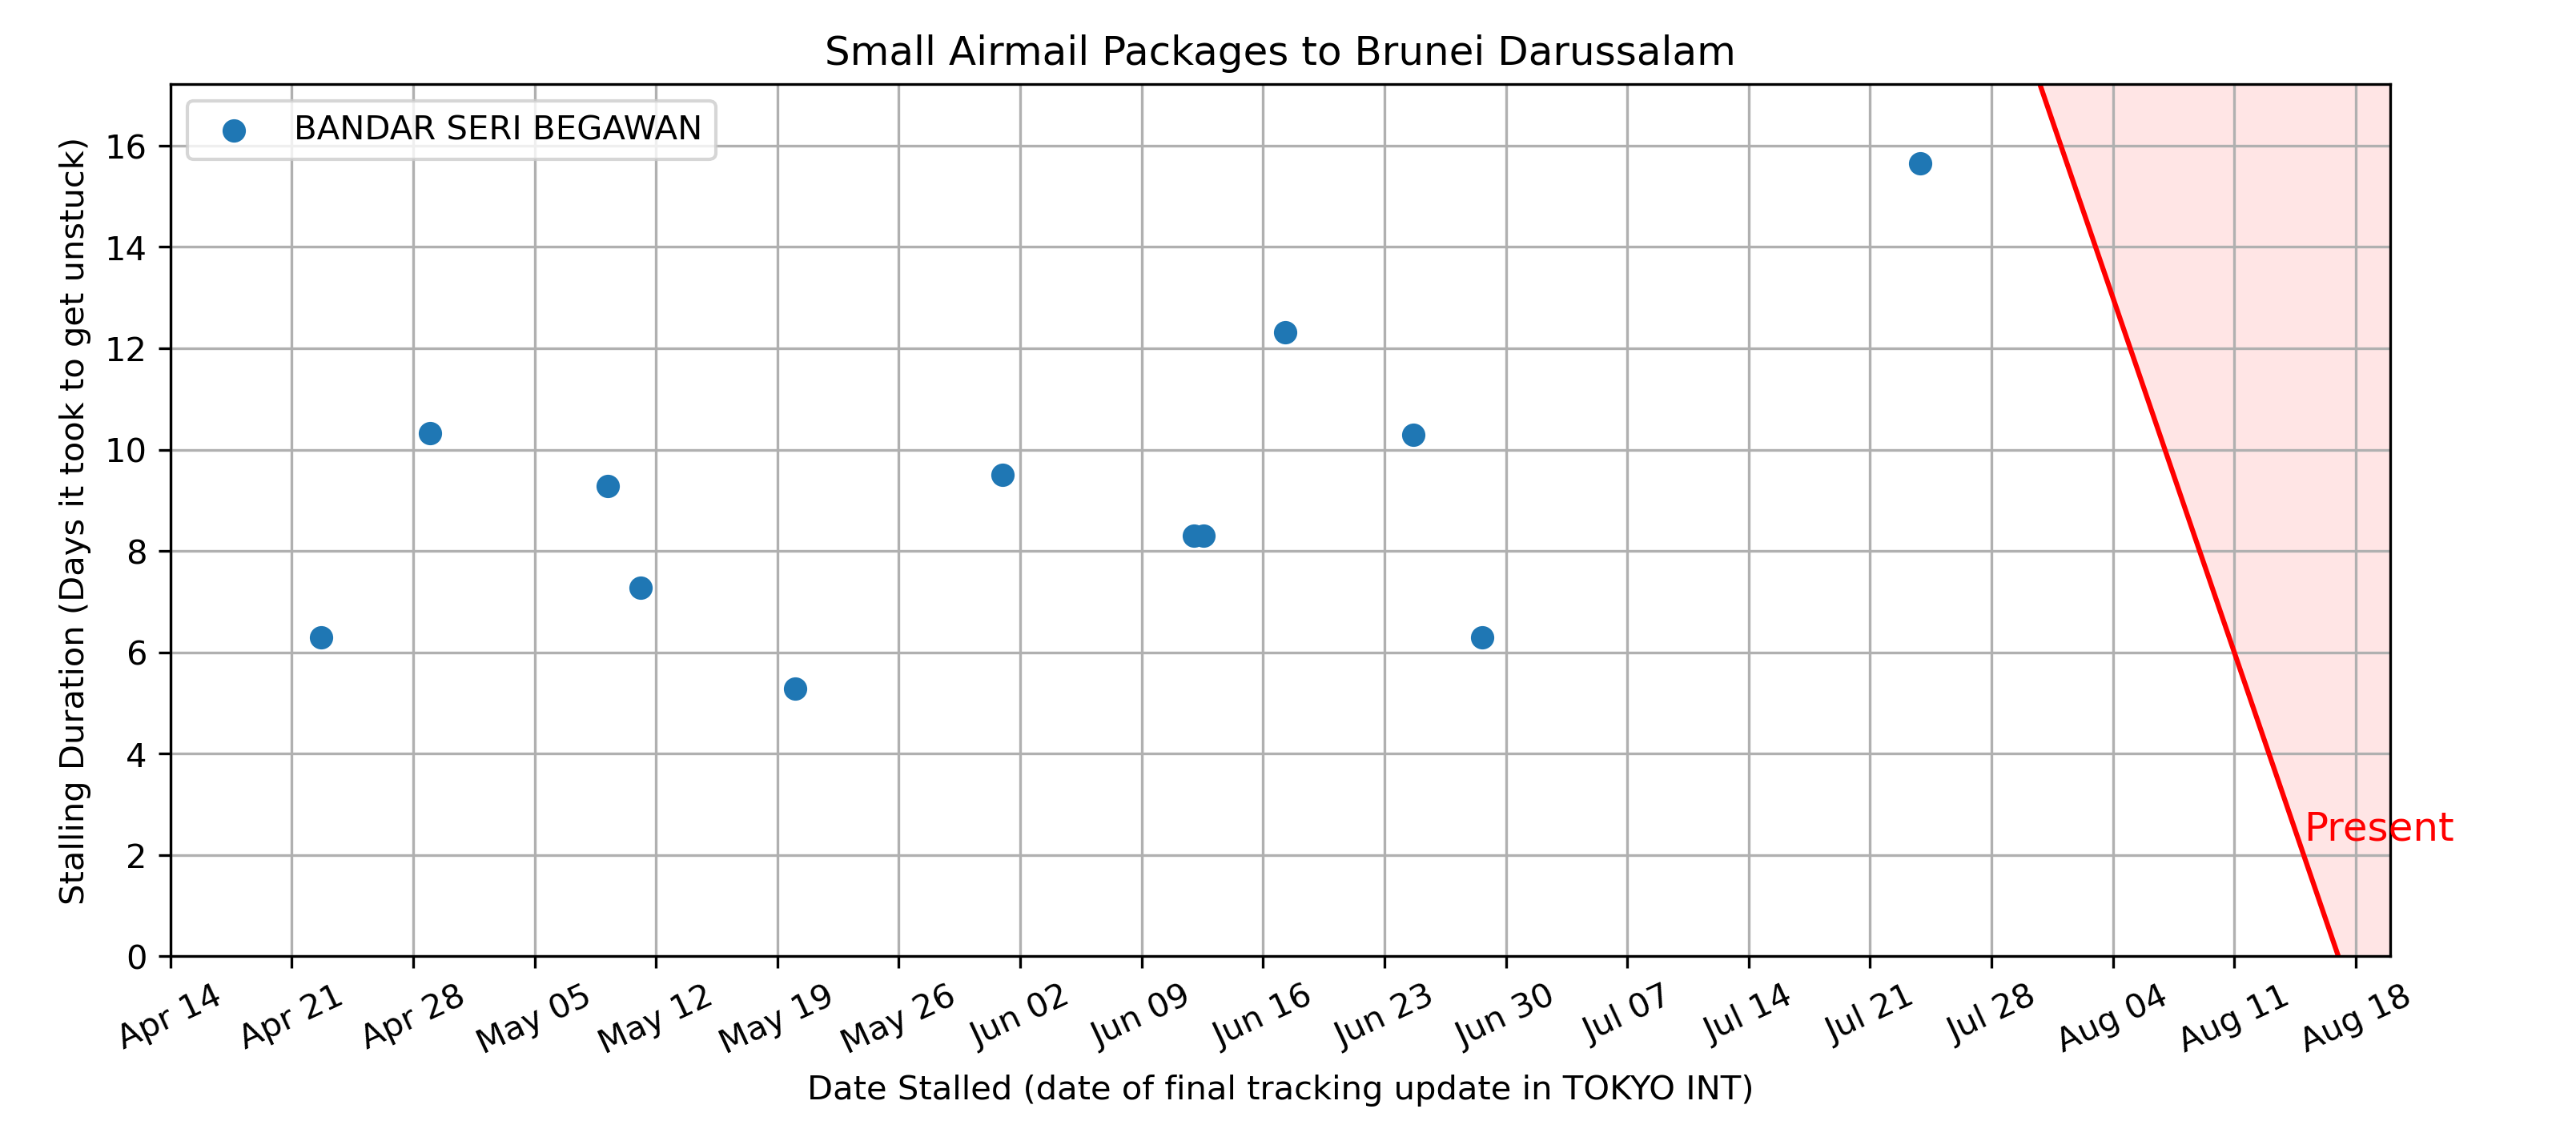 Small Airmail Packages to Brunei Darussalam
BANDAR SERI BEGAWAN
Stalling Duration (Days it took to get unstuck)
16
14
12
10
8
6
4
2
0
Present
Apr 14
Apr 21
Apr 28
May 05
May 12
May 19
May 26
Jun 02
Jun 09
Jun 16
Jun 23
Jun 30
Jul 07
Jul 14
Jul 21
Jul 28
Aug 04
Aug 11
Aug 18
Date Stalled (date of final tracking update in TOKYO INT)